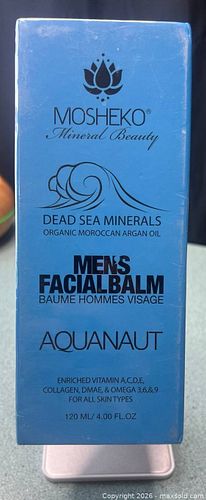 MOSHEKO®
Mineral Beauty
DEAD SEA MINERALS
ORGANIC MOROCCAN ARGAN OIL
MEN'S
FACIALBALM
BAUME HOMMES VISAGE
AQUANAUT
ENRICHED VITAMIN A,C,D,E,
COLLAGEN, DMAE, & OMEGA 3,6,&9
FOR ALL SKIN TYPES
120 ML/ 4.00 FL.OZ
Copyright © 2026 - maxsold.com